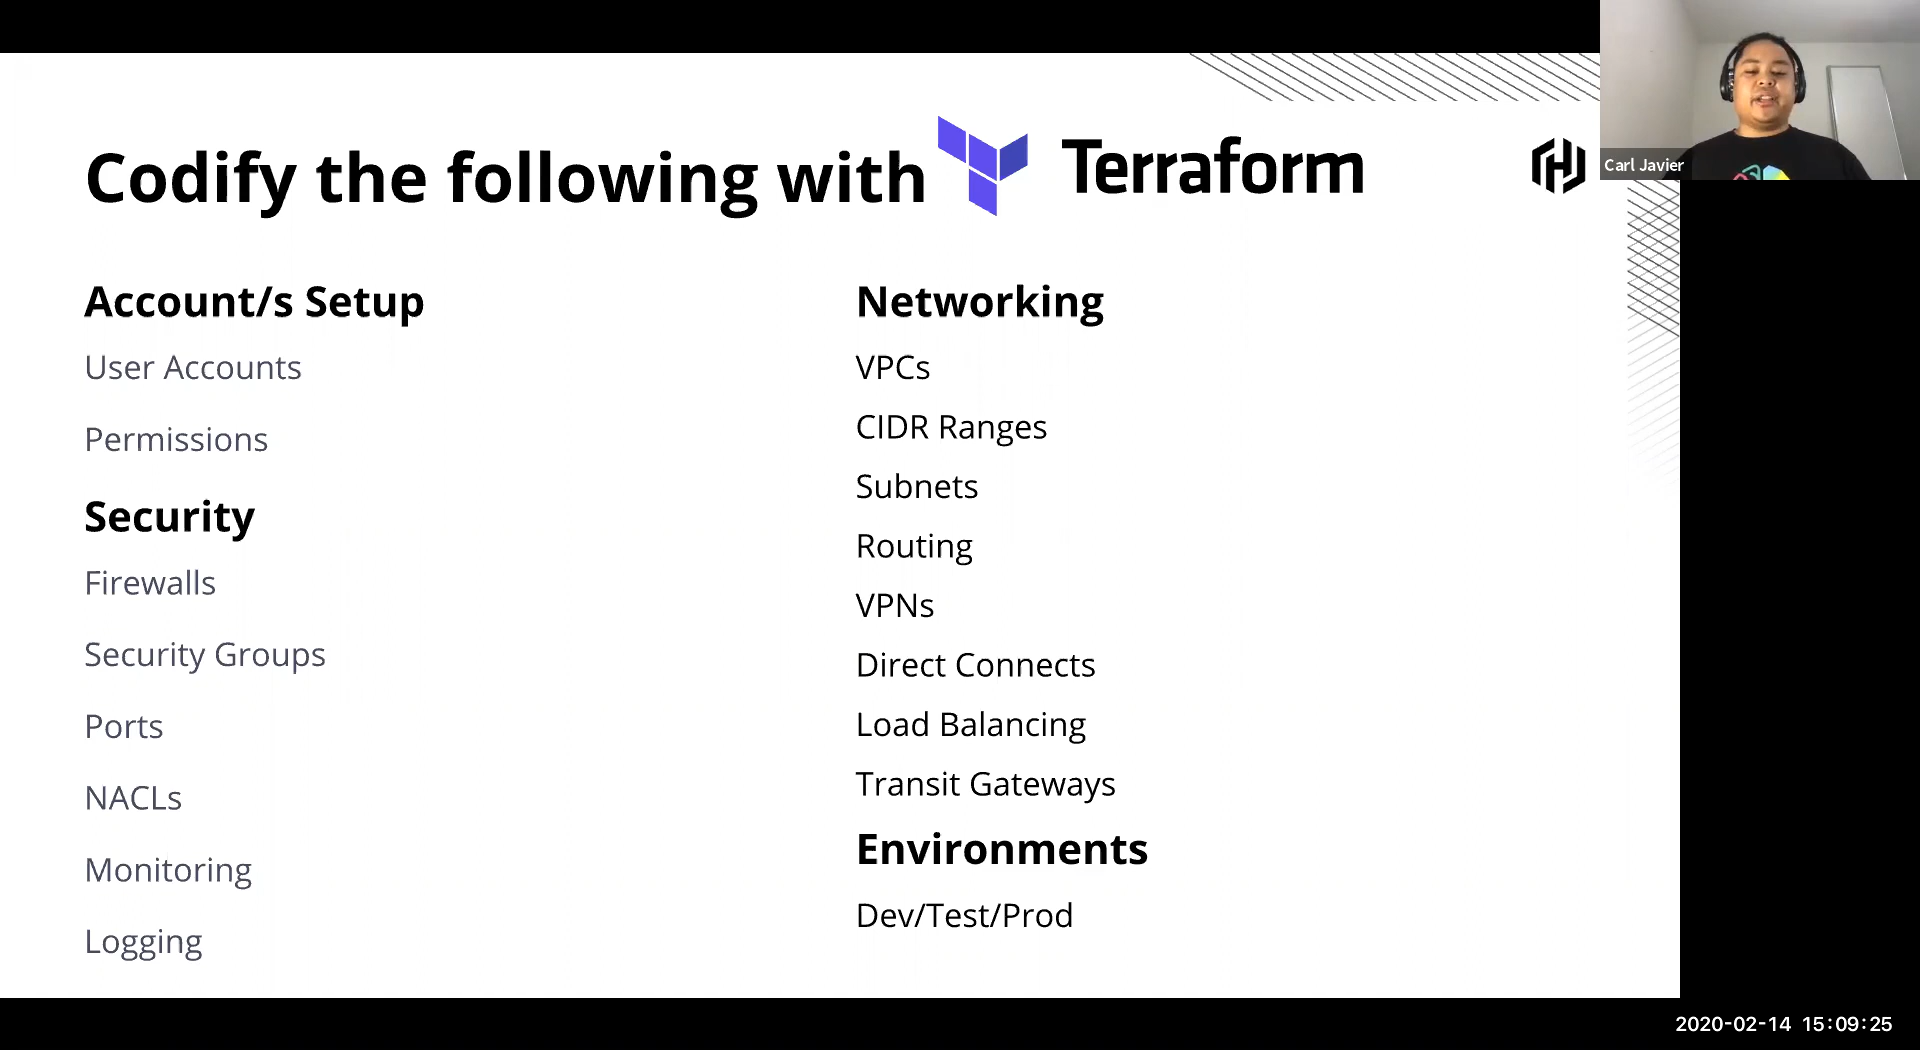 Codify the following with Terraform
Carl Javier
Account/s Setup
User Accounts
Permissions
Security
Firewalls
Security Groups
Ports
NACLs
Monitoring
Logging
Networking
VPCs
CIDR Ranges
Subnets
Routing
VPNs
Direct Connects
Load Balancing
Transit Gateways
Environments
Dev/Test/Prod
2020-02-14 15:09:25